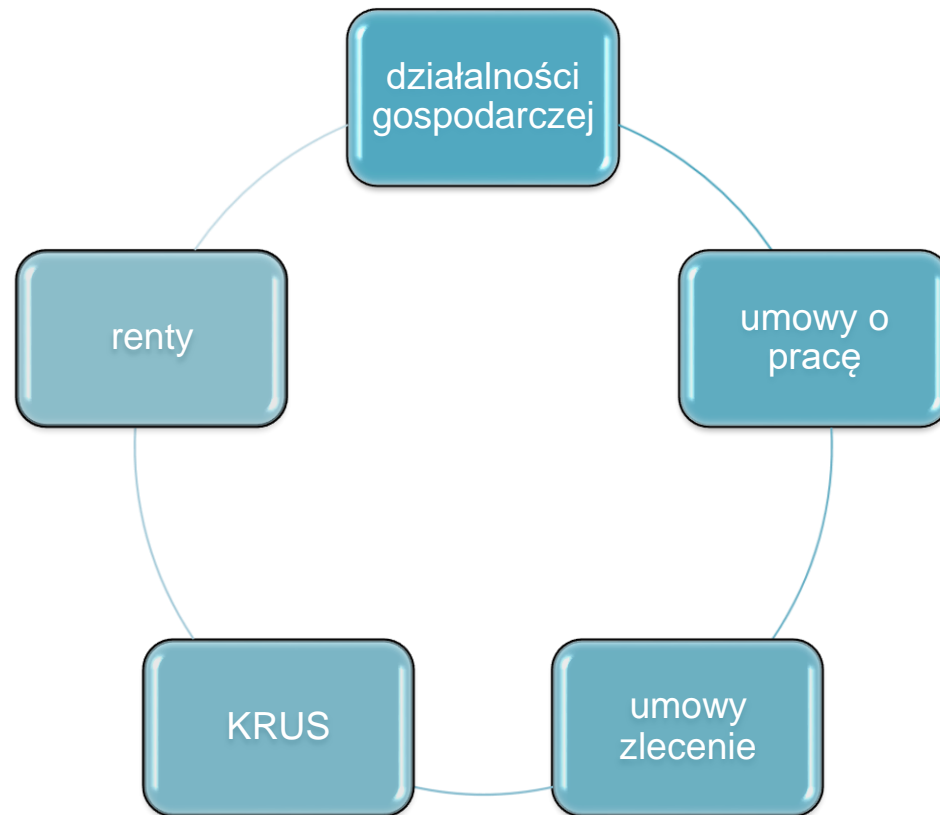 działalności
gospodarczej
umowy o
pracę
umowy
zlecenie
KRUS
renty